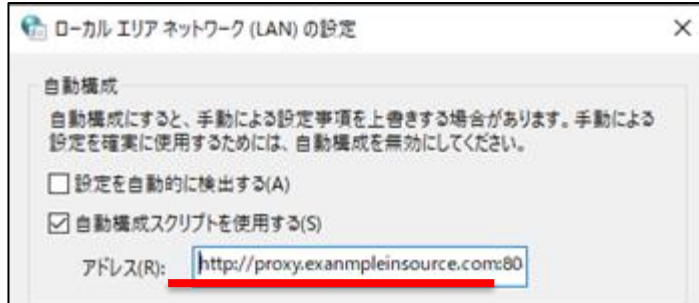 ローカル エリア ネットワーク (LAN) の設定
自動構成
自動構成にすると、手動による設定事項を上書きする場合があります。手動による
設定を確実に使用するためには、自動構成を無効にしてください。
設定を自動的に検出する(A)
自動構成スクリプトを使用する(S)
アドレス(R): http://proxy.exanmpleinsource.com:80